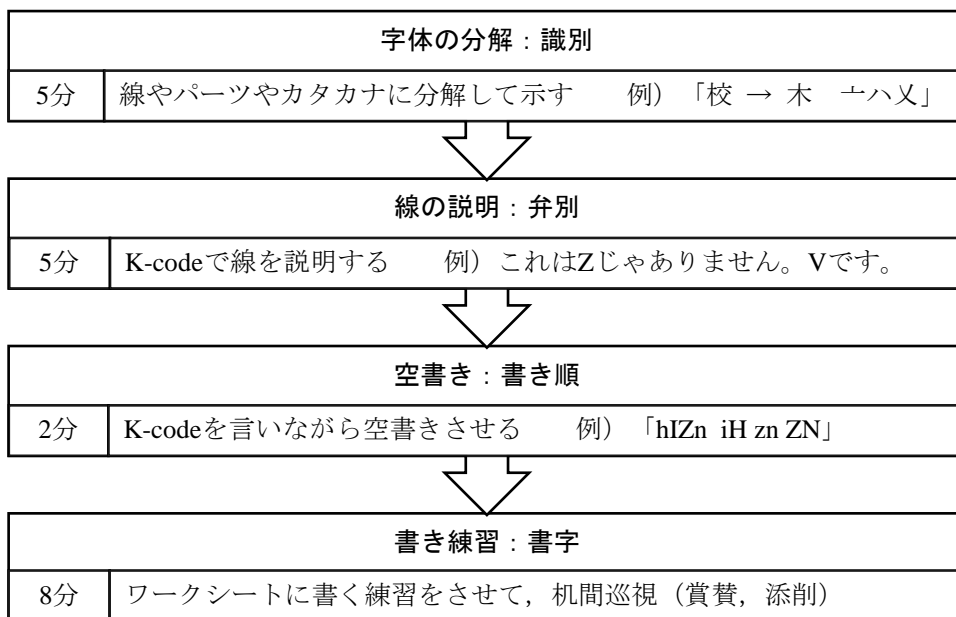 字体の分解：識別
5分 線やパーツやカタカナに分解して示す　　例）「校 → 木　亠ハ乂」
線の説明：弁別
5分 K-codeで線を説明する　　例）これはZじゃありません。Vです。
空書き：書き順
2分 K-codeを言いながら空書きさせる　　例）「hIZn iH zn ZN」
書き練習：書字
8分 ワークシートに書く練習をさせて，机間巡視（賞賛，添削）